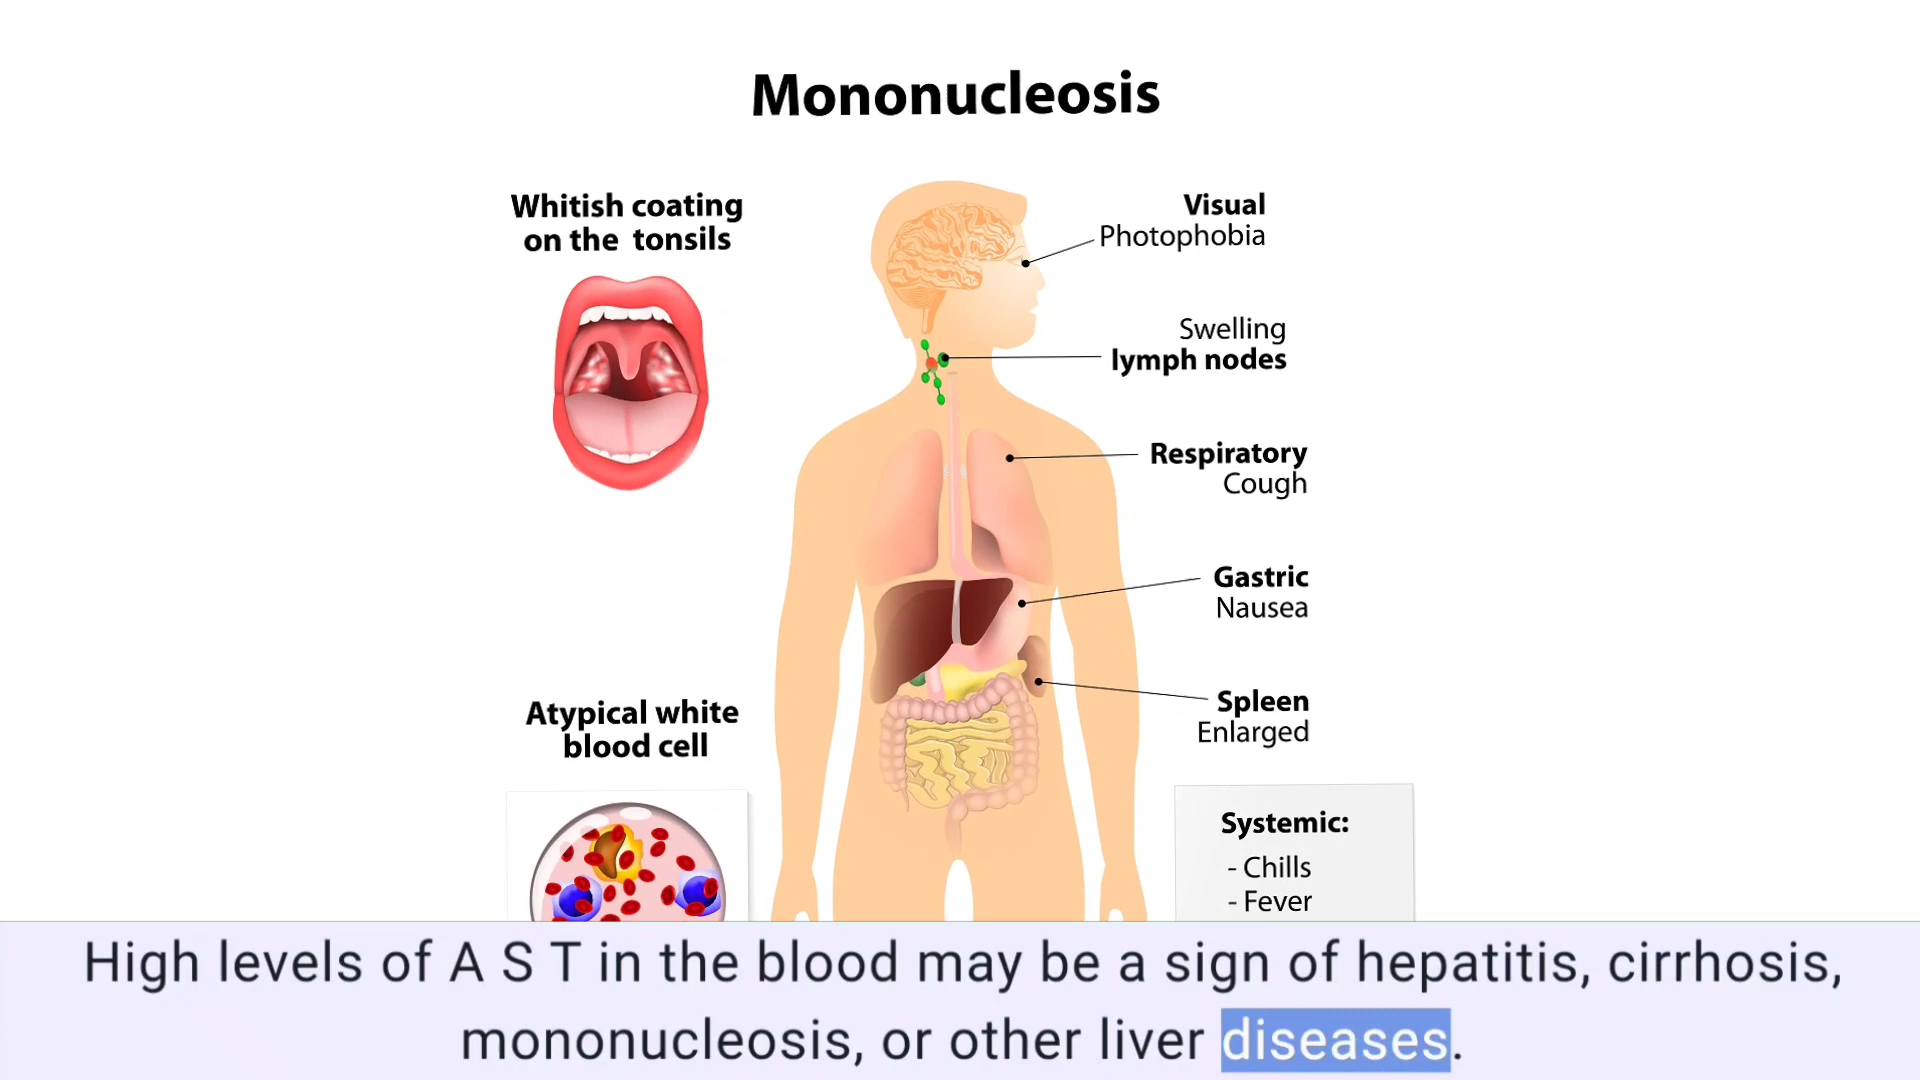 Mononucleosis
Whitish coating
on the tonsils
Visual
Photophobia
Swelling
lymph nodes
Respiratory
Cough
Gastric
Nausea
Spleen
Enlarged
Atypical white
blood cell
Systemic:
- Chills
- Fever
High levels of A S T in the blood may be a sign of hepatitis, cirrhosis,
mononucleosis, or other liver diseases.